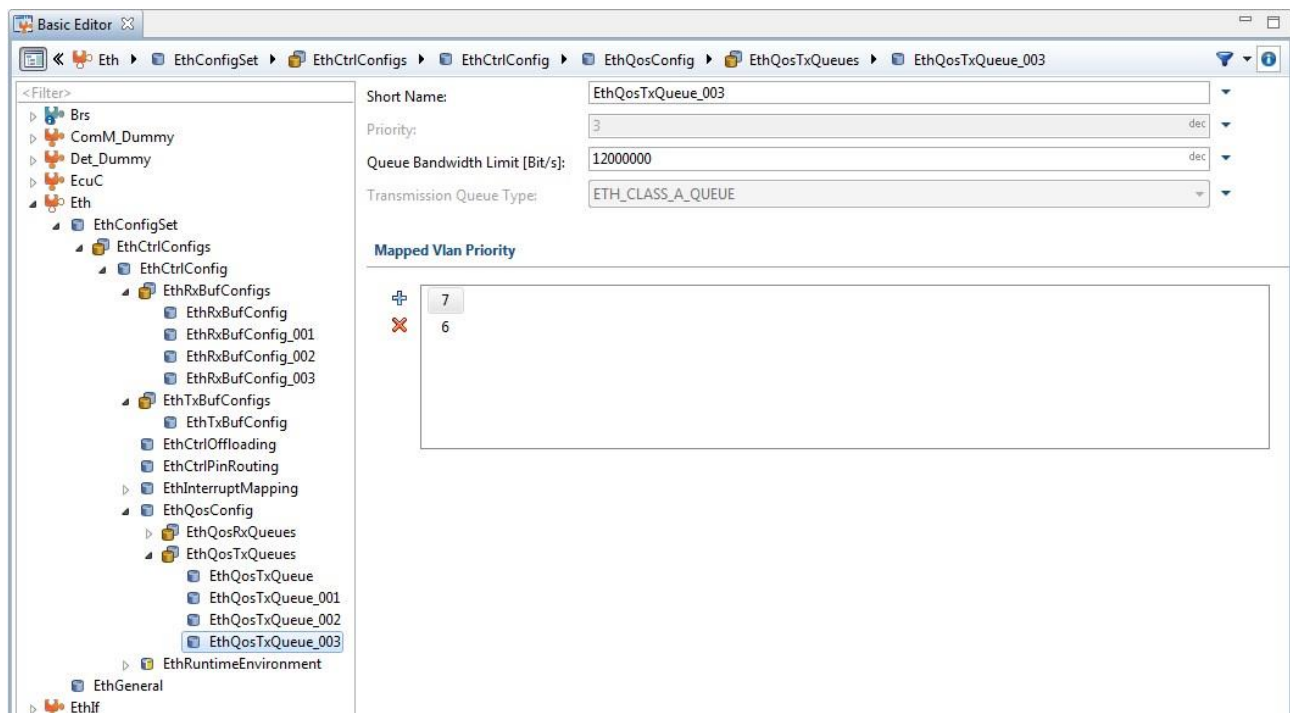 Basic Editor
Eth EthConfigSet EthCtrlConfigs EthCtrlConfig EthQosConfig EthQosTxQueues EthQosTxQueue_003
<Filter>
Brs
ComM_Dummy
Det_Dummy
EcuC
Eth
EthConfigSet
EthCtrlConfigs
EthCtrlConfig
EthRxBufConfigs
EthRxBufConfig
EthRxBufConfig_001
EthRxBufConfig_002
EthRxBufConfig_003
EthTxBufConfigs
EthTxBufConfig
EthCtrlOffloading
EthCtrlPinRouting
EthInterruptMapping
EthQosConfig
EthQosRxQueues
EthQosTxQueues
EthQosTxQueue
EthQosTxQueue_001
EthQosTxQueue_002
EthQosTxQueue_003
EthRuntimeEnvironment
EthGeneral
EthIf
Short Name: EthQosTxQueue_003
Priority: 3 dec
Queue Bandwidth Limit [Bit/s]: 12000000 dec
Transmission Queue Type: ETH_CLASS_A_QUEUE
Mapped Vlan Priority
7
6